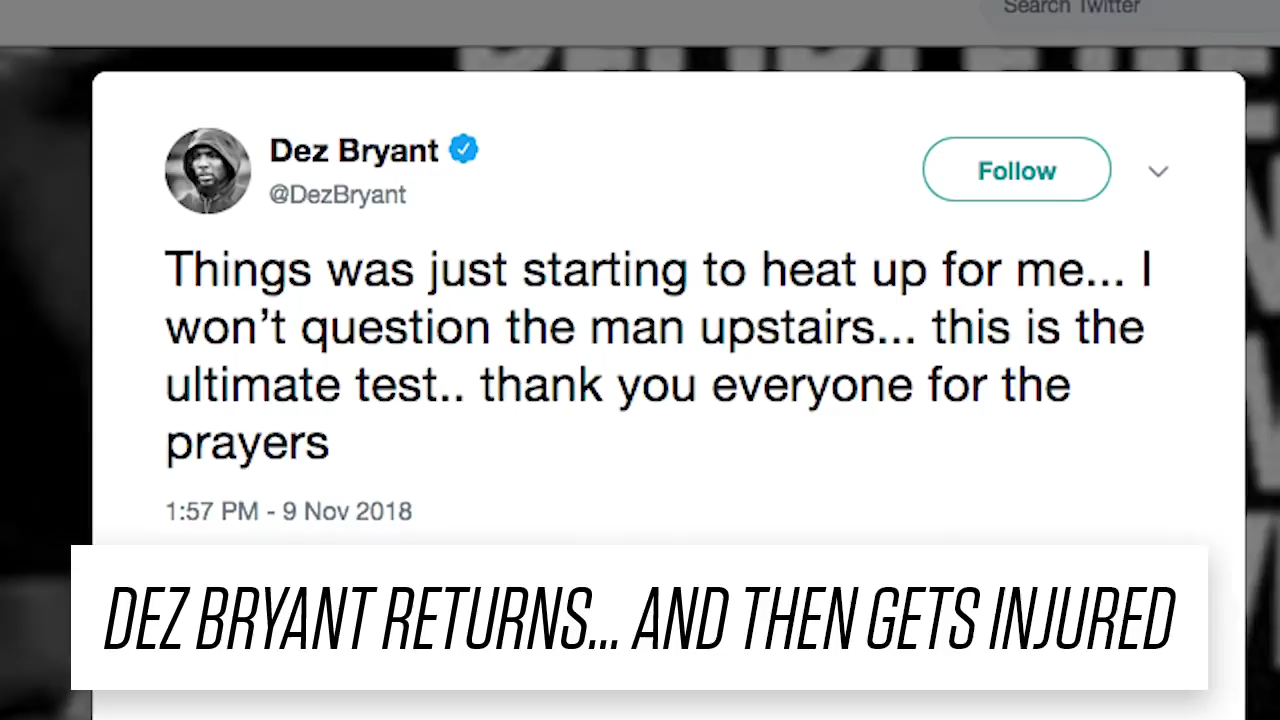 Search Twitter
Dez Bryant
@DezBryant
Follow
Things was just starting to heat up for me... I
won’t question the man upstairs... this is the
ultimate test.. thank you everyone for the
prayers
1:57 PM - 9 Nov 2018
DEZ BRYANT RETURNS... AND THEN GETS INJURED